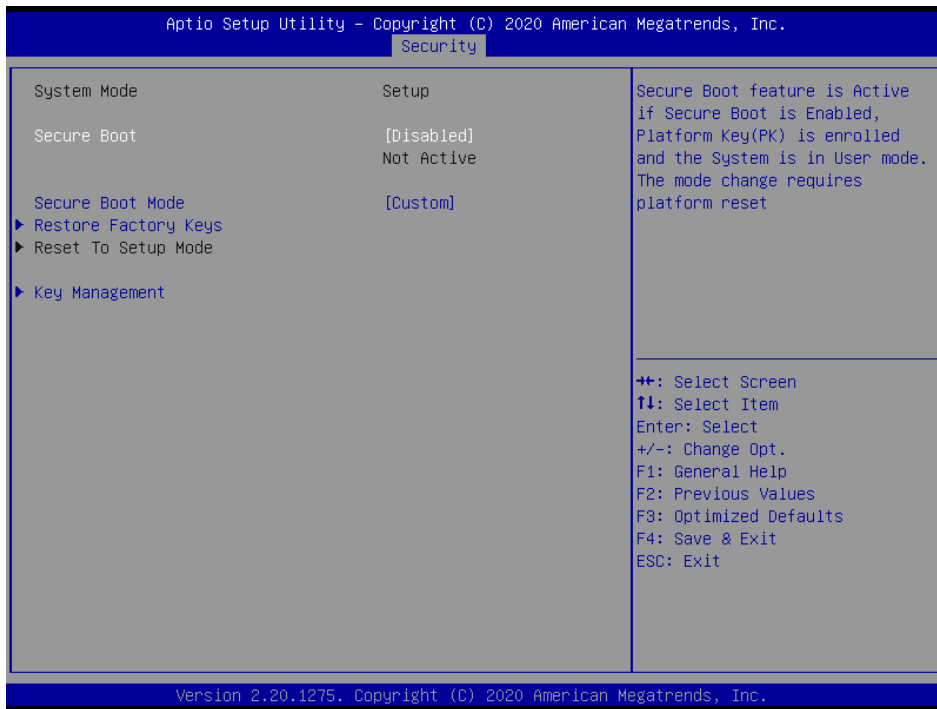 Aptio Setup Utility – Copyright (C) 2020 American Megatrends, Inc.
Security
System Mode Setup
Secure Boot [Disabled]
Not Active
Secure Boot Mode [Custom]
▶ Restore Factory Keys
▶ Reset To Setup Mode
▶ Key Management
Secure Boot feature is Active
if Secure Boot is Enabled,
Platform Key(PK) is enrolled
and the System is in User mode.
The mode change requires
platform reset
→←: Select Screen
↑↓: Select Item
Enter: Select
+/-: Change Opt.
F1: General Help
F2: Previous Values
F3: Optimized Defaults
F4: Save & Exit
ESC: Exit
Version 2.20.1275. Copyright (C) 2020 American Megatrends, Inc.